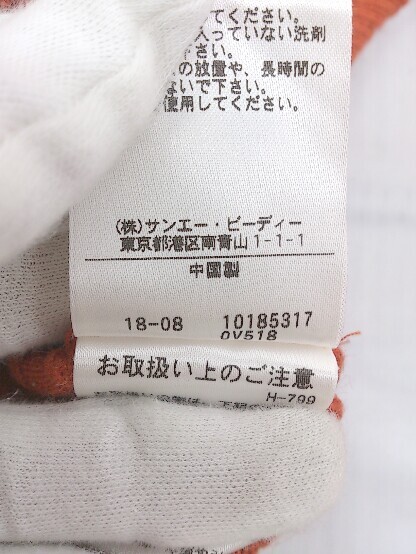 てください。
入っていない洗剤
下さい。
の放置や、長時間の
ないで下さい。
使用してください。
(株)サンエー・ビーディー
東京都港区南青山1-1-1
中国製
18-08 10185317
0V518
お取扱い上のご注意
H-799